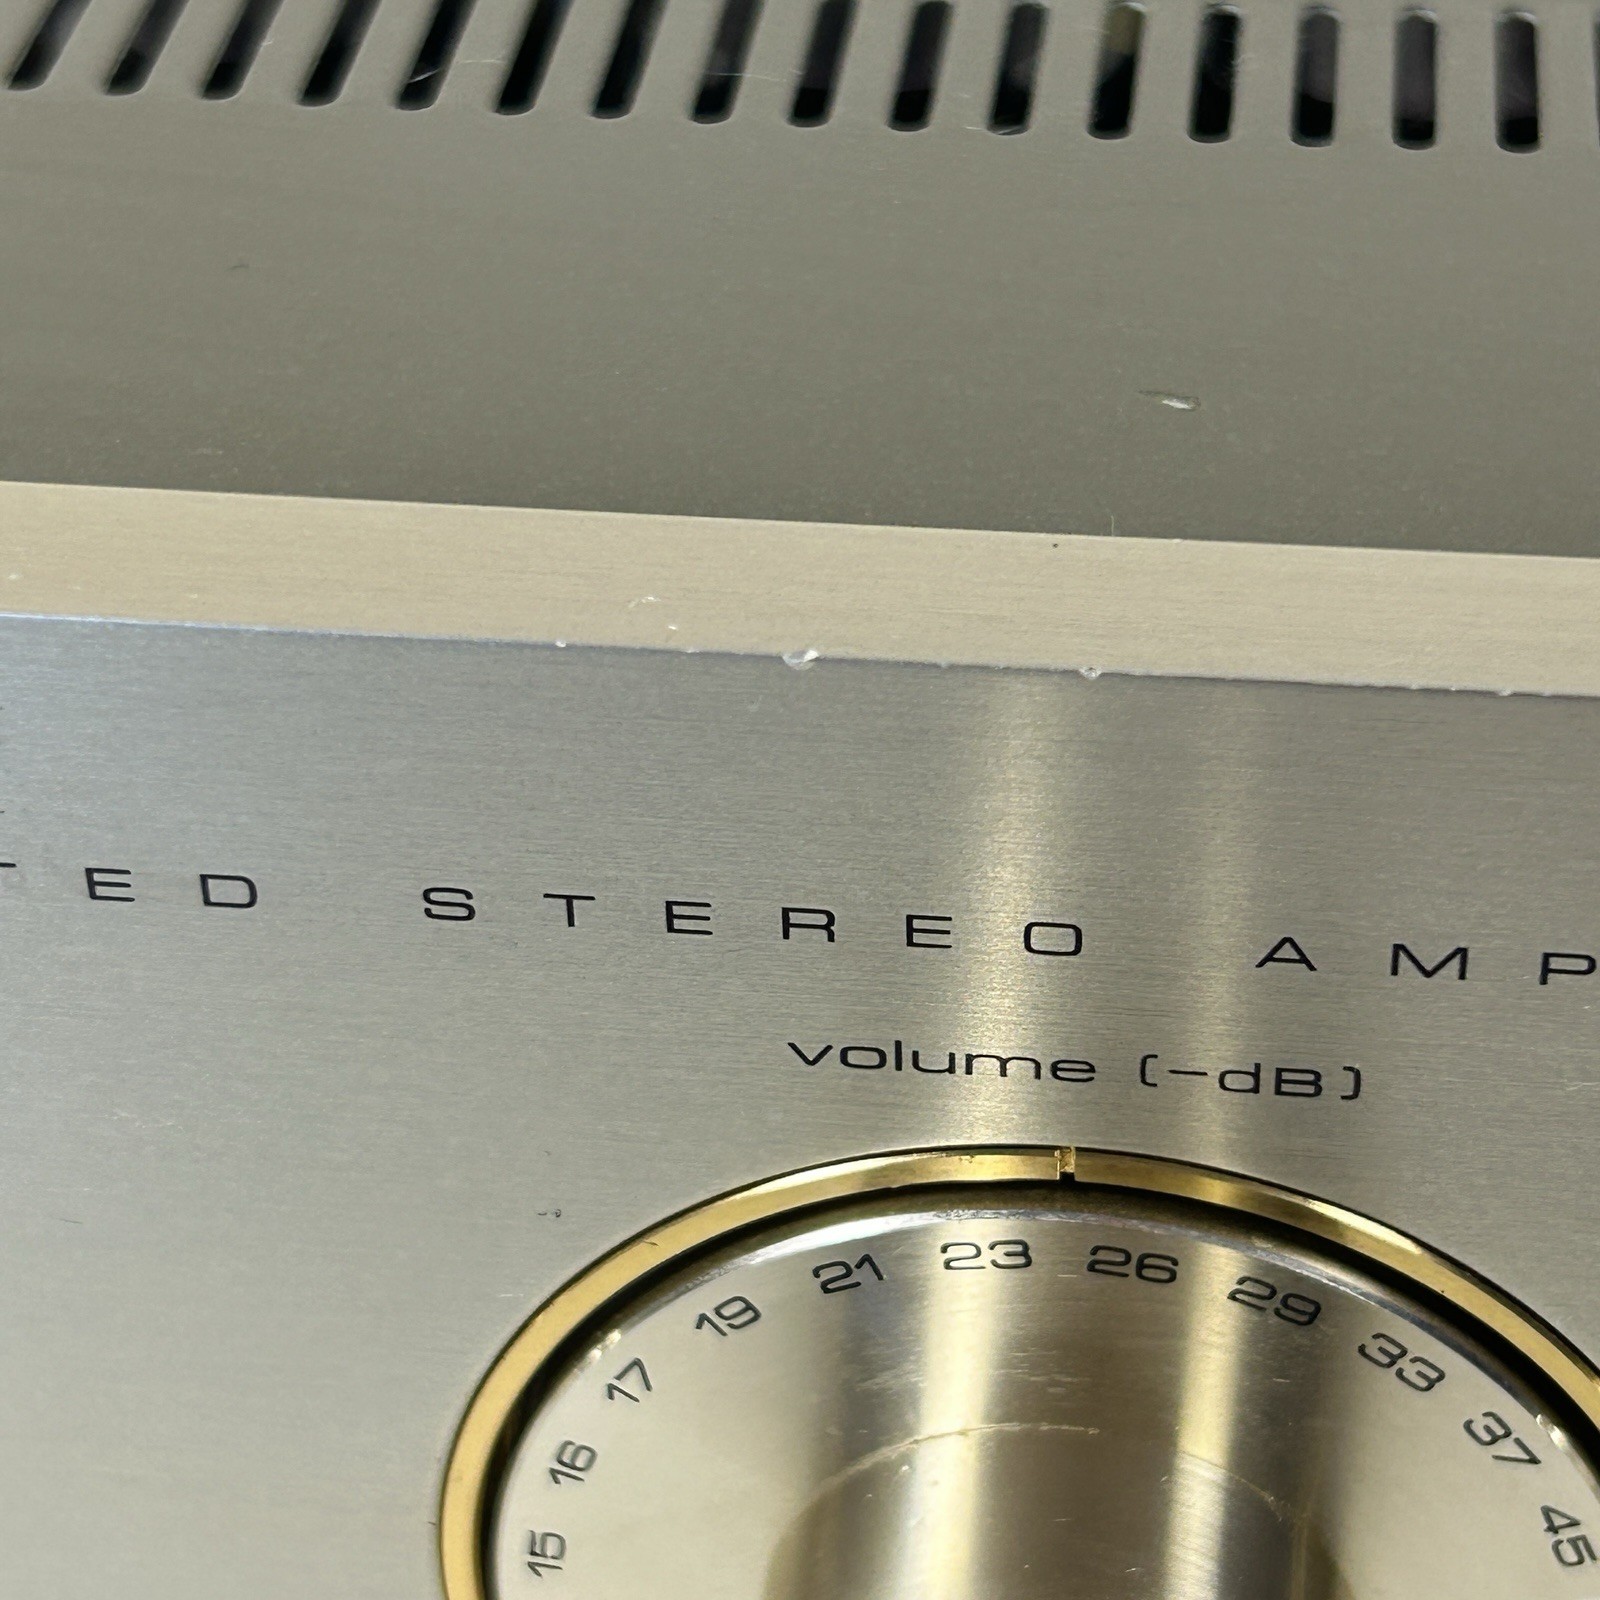 TED STEREO AMP
volume (-dB)
15 16 17 19 21 23 26 29 33 37 45